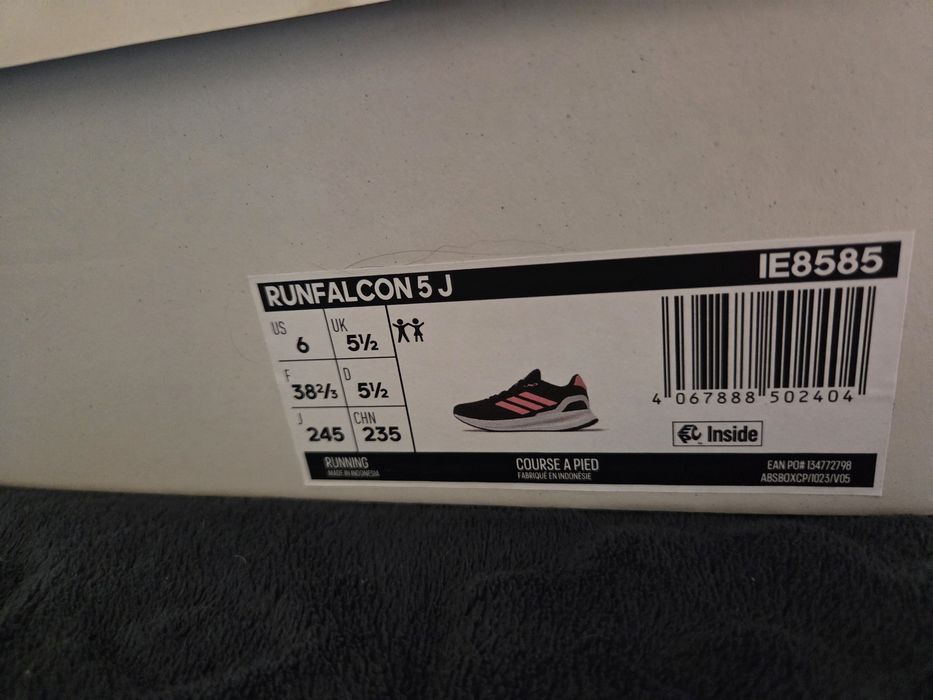 RUNFALCON 5 J
IE8585
US 6
UK 5½
F 38⅔
D 5½
J 245
CHN 235
4 067888 502404
Inside
RUNNING
MADE IN INDONESIA
COURSE A PIED
FABRIQUÉ EN INDONÉSIE
EAN PO# 134772798
ABSBOXCP/1023/V05